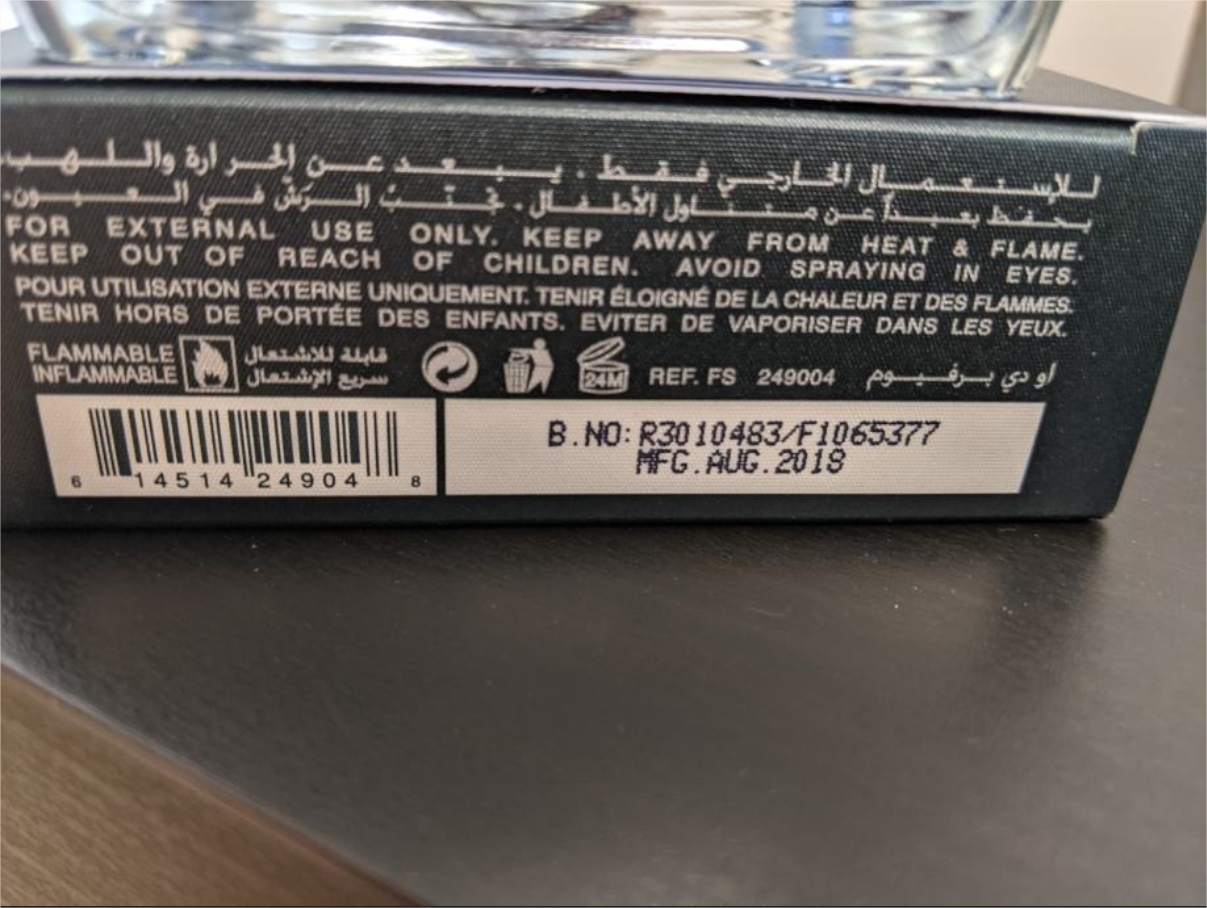 للإستعمال الخارجي فقط. يبعد عن الحرارة واللهب
يحفظ بعيداً عن متناول الأطفال. تجنّب الرّش في العيون.
FOR EXTERNAL USE ONLY. KEEP AWAY FROM HEAT & FLAME.
KEEP OUT OF REACH OF CHILDREN. AVOID SPRAYING IN EYES.
POUR UTILISATION EXTERNE UNIQUEMENT. TENIR ÉLOIGNÉ DE LA CHALEUR ET DES FLAMMES.
TENIR HORS DE PORTÉE DES ENFANTS. EVITER DE VAPORISER DANS LES YEUX.
FLAMMABLE قابلة للاشتعال
INFLAMMABLE سريع الإشتعال
24M REF. FS 249004 أو دي برفيوم
B.NO: R3010483/F1065377
MFG.AUG.2018
6 14514 24904 8